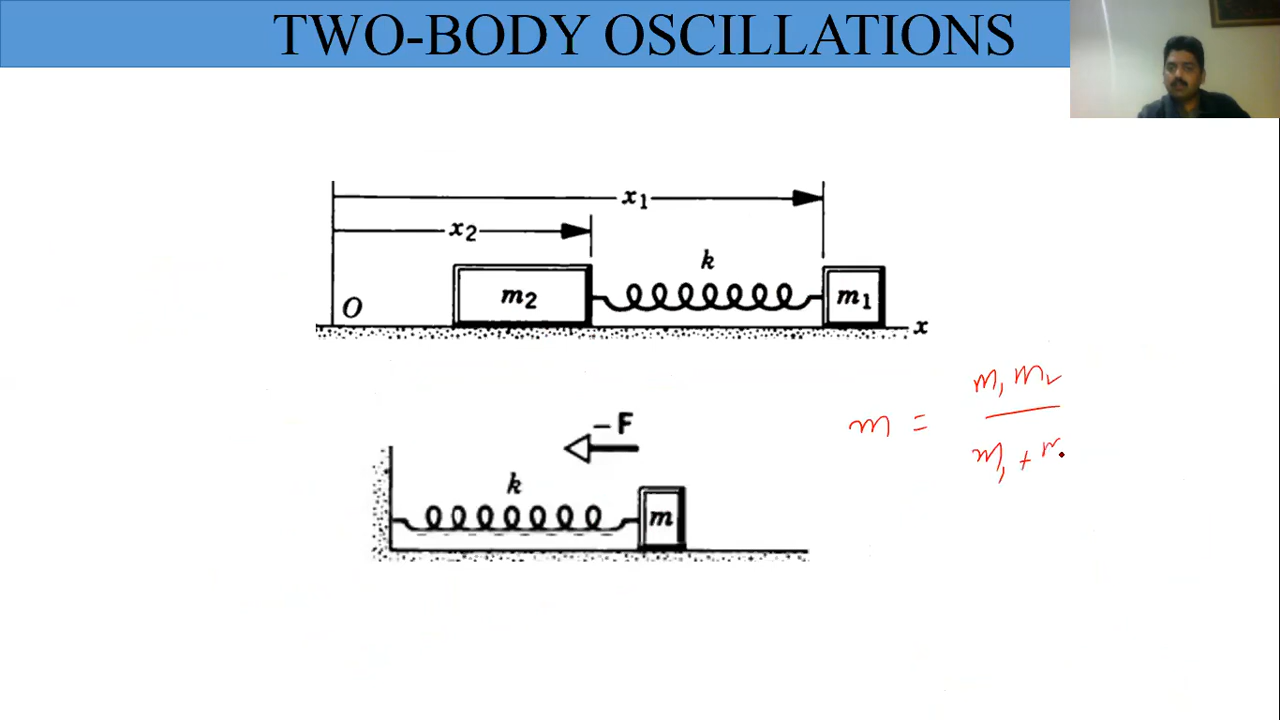 TWO-BODY OSCILLATIONS
x₁
x₂
k
m₂
m₁
O
x
m₁ m₂
m =
m₁ + m
−F
k
m